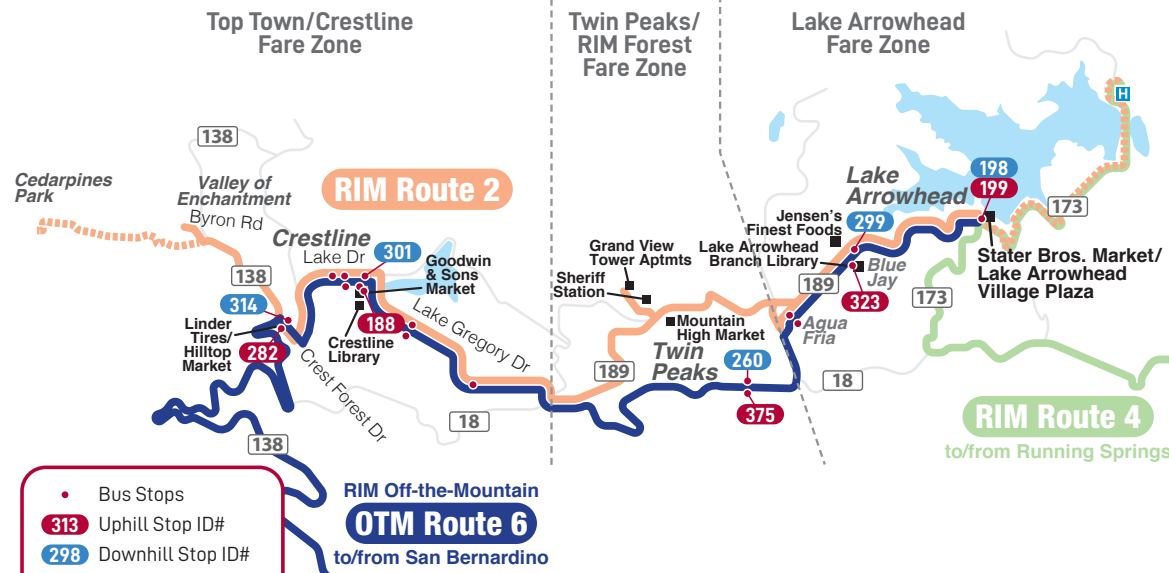 Top Town/Crestline
Fare Zone
Twin Peaks/
RIM Forest
Fare Zone
Lake Arrowhead
Fare Zone
H
138
Cedarpines
Park
Valley of
Enchantment
Byron Rd
RIM Route 2
Lake
Arrowhead
198
199
173
Jensen's
Finest Foods
299
Crestline
Lake Dr
301
Goodwin
& Sons
Market
Grand View
Tower Aptmts
Lake Arrowhead
Branch Library
Blue
Jay
Stater Bros. Market/
Lake Arrowhead
Village Plaza
138
Sheriff
Station
189
323
173
314
Linder
Tires/
Hilltop
Market
282
188
Crestline
Library
Lake Gregory Dr
Mountain
High Market
Aqua
Fria
Twin
Peaks
260
375
189
18
Crest Forest Dr
18
138
RIM Route 4
to/from Running Springs
RIM Off-the-Mountain
OTM Route 6
to/from San Bernardino
Bus Stops
313 Uphill Stop ID#
298 Downhill Stop ID#